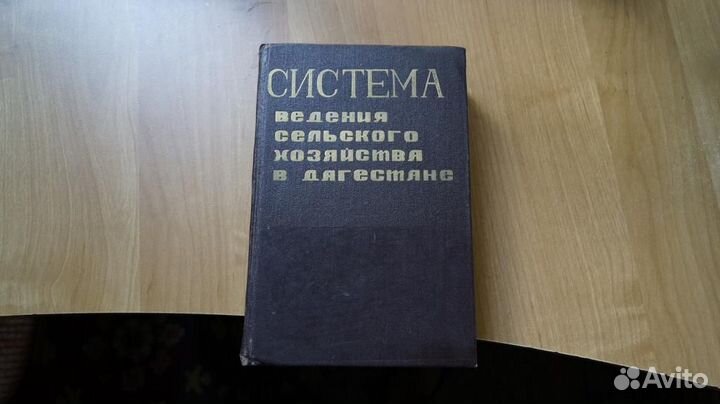 СИСТЕМА
ведения
сельского
хозяйства
в дагестане
Avito